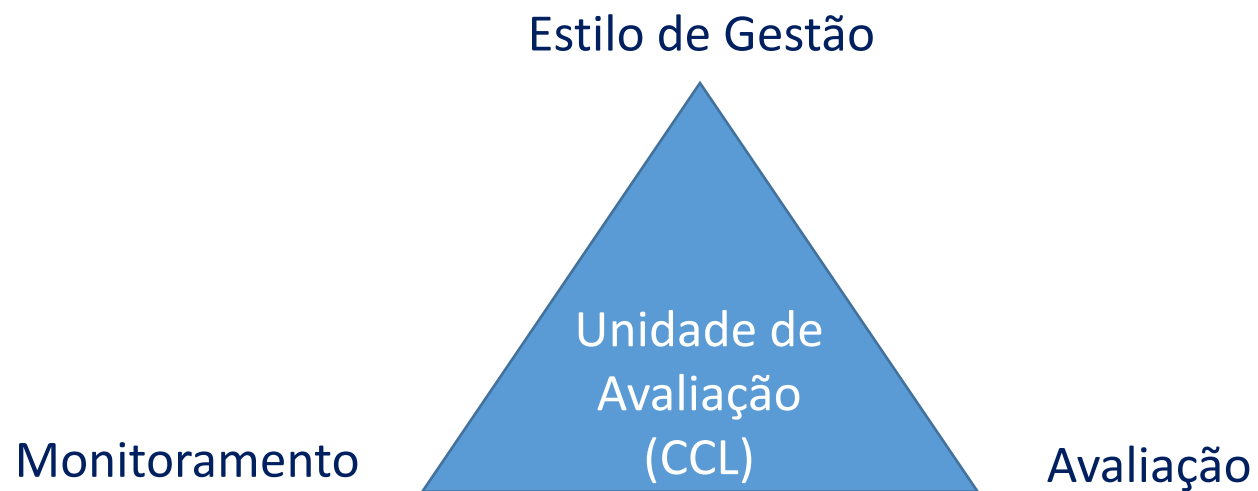 Estilo de Gestão
Unidade de
Avaliação
(CCL)
Monitoramento
Avaliação